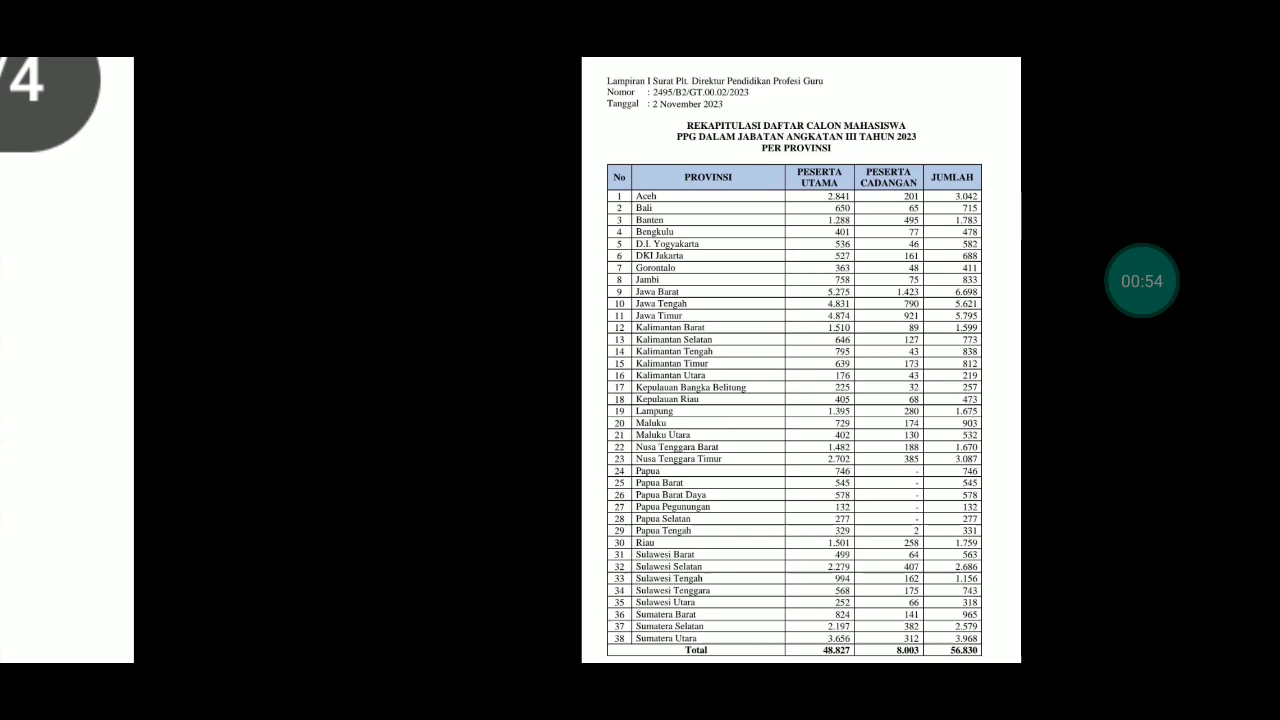 /4
Lampiran I Surat Plt. Direktur Pendidikan Profesi Guru
Nomor : 2495/B2/GT.00.02/2023
Tanggal : 2 November 2023
REKAPITULASI DAFTAR CALON MAHASISWA
PPG DALAM JABATAN ANGKATAN III TAHUN 2023
PER PROVINSI
No PROVINSI PESERTA UTAMA PESERTA CADANGAN JUMLAH
1 Aceh 2.841 201 3.042
2 Bali 650 65 715
3 Banten 1.288 495 1.783
4 Bengkulu 401 77 478
5 D.I. Yogyakarta 536 46 582
6 DKI Jakarta 527 161 688
7 Gorontalo 363 48 411
8 Jambi 758 75 833
9 Jawa Barat 5.275 1.423 6.698
10 Jawa Tengah 4.831 790 5.621
11 Jawa Timur 4.874 921 5.795
12 Kalimantan Barat 1.510 89 1.599
13 Kalimantan Selatan 646 127 773
14 Kalimantan Tengah 795 43 838
15 Kalimantan Timur 639 173 812
16 Kalimantan Utara 176 43 219
17 Kepulauan Bangka Belitung 225 32 257
18 Kepulauan Riau 405 68 473
19 Lampung 1.395 280 1.675
20 Maluku 729 174 903
21 Maluku Utara 402 130 532
22 Nusa Tenggara Barat 1.482 188 1.670
23 Nusa Tenggara Timur 2.702 385 3.087
24 Papua 746 - 746
25 Papua Barat 545 - 545
26 Papua Barat Daya 578 - 578
27 Papua Pegunungan 132 - 132
28 Papua Selatan 277 - 277
29 Papua Tengah 329 2 331
30 Riau 1.501 258 1.759
31 Sulawesi Barat 499 64 563
32 Sulawesi Selatan 2.279 407 2.686
33 Sulawesi Tengah 994 162 1.156
34 Sulawesi Tenggara 568 175 743
35 Sulawesi Utara 252 66 318
36 Sumatera Barat 824 141 965
37 Sumatera Selatan 2.197 382 2.579
38 Sumatera Utara 3.656 312 3.968
Total 48.827 8.003 56.830
00:54